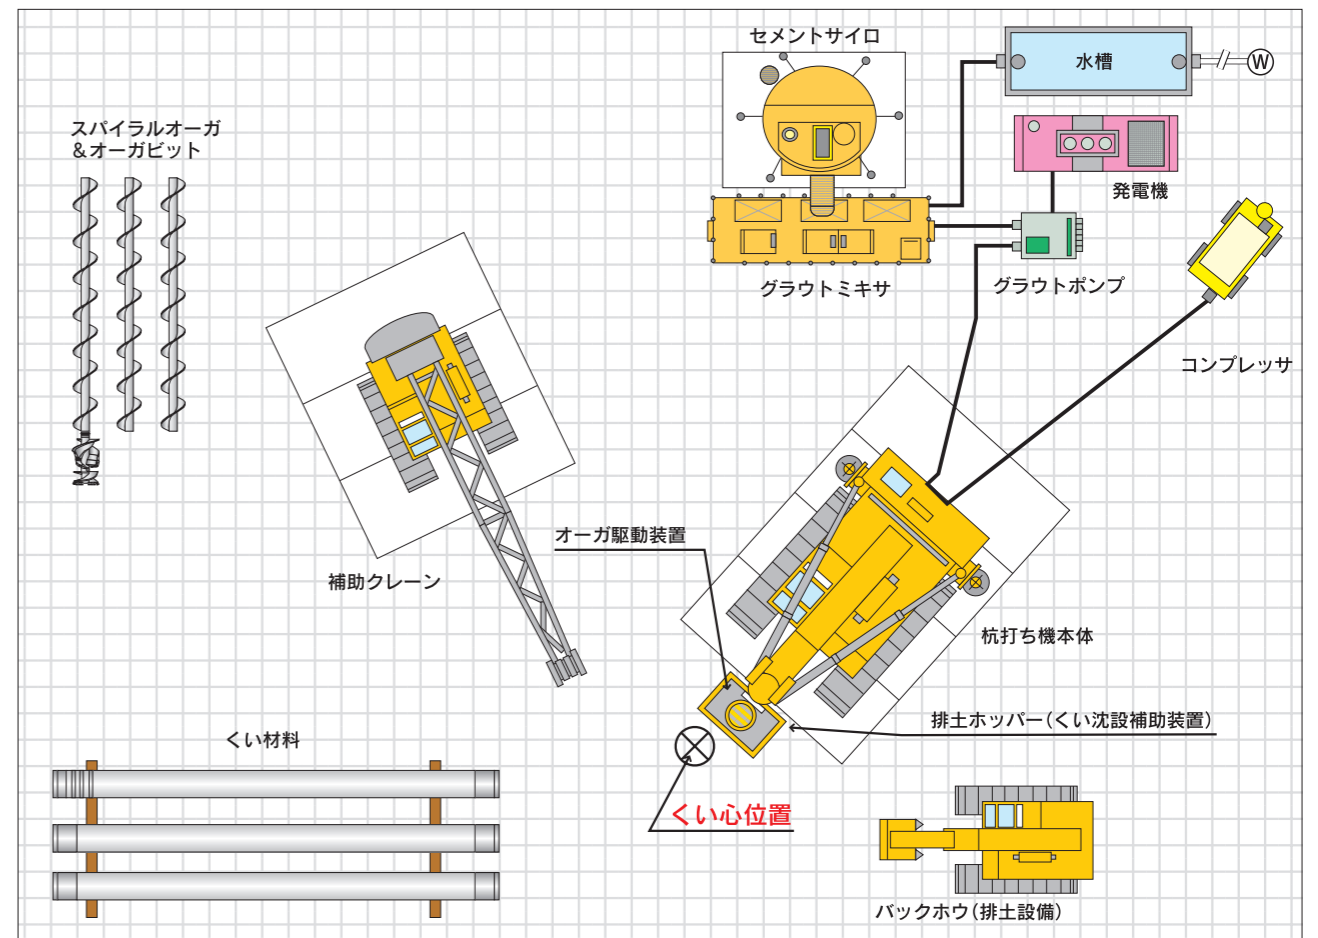 セメントサイロ
水槽
W
スパイラルオーガ
&オーガビット
発電機
グラウトミキサ
グラウトポンプ
コンプレッサ
オーガ駆動装置
補助クレーン
杭打ち機本体
排土ホッパー(くい沈設補助装置)
くい材料
くい心位置
バックホウ(排土設備)